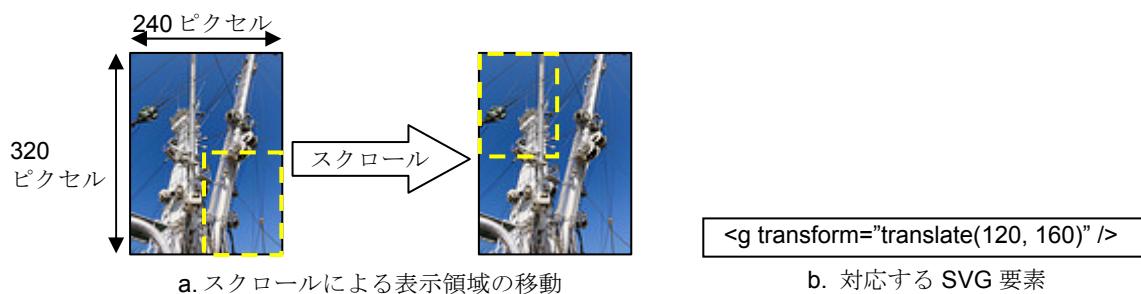 240 ピクセル
320
ピクセル
スクロール
<g transform=”translate(120, 160)” />
a. スクロールによる表示領域の移動
b. 対応する SVG 要素